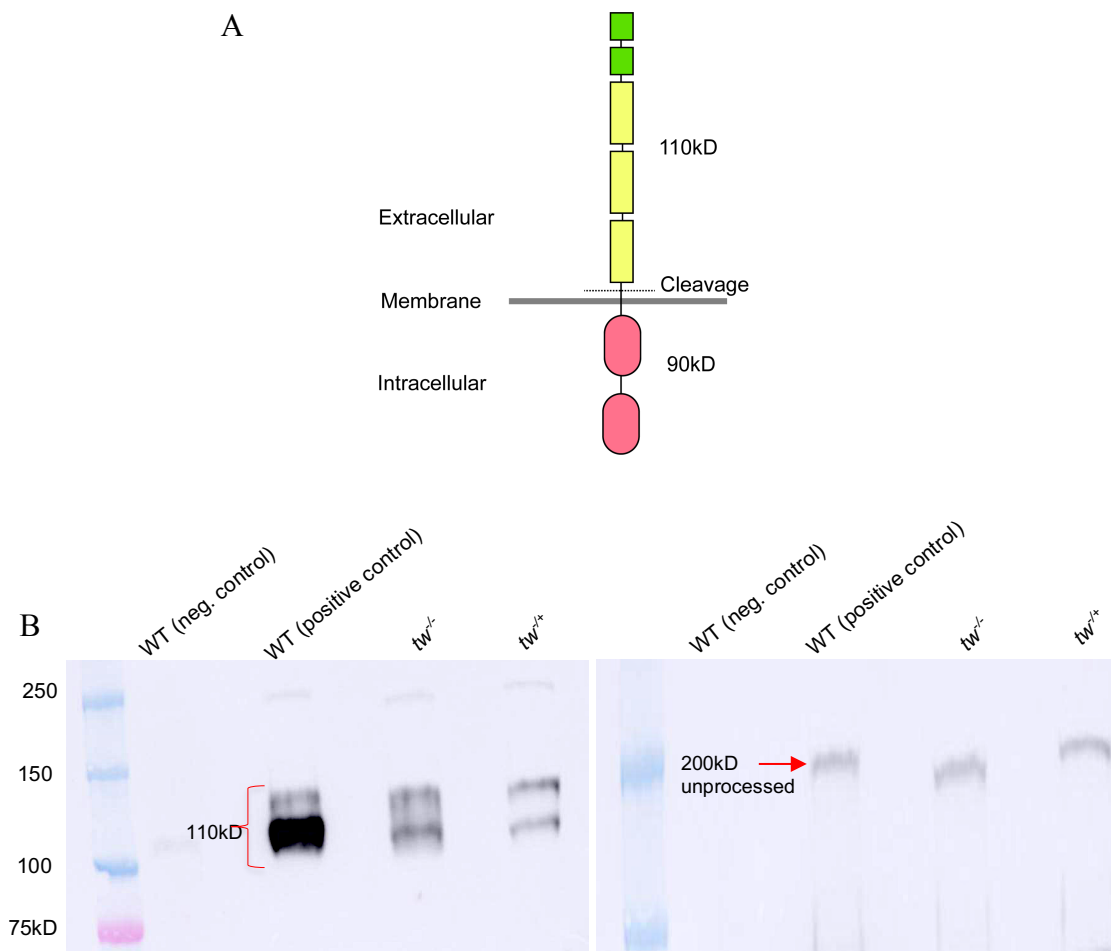 A
110kD
Extracellular
Cleavage
Membrane
90kD
Intracellular
B
WT (neg. control)
WT (positive control)
tw-/-
tw-/+
WT (neg. control)
WT (positive control)
tw-/-
tw-/+
250
150
110kD
100
75kD
200kD
unprocessed